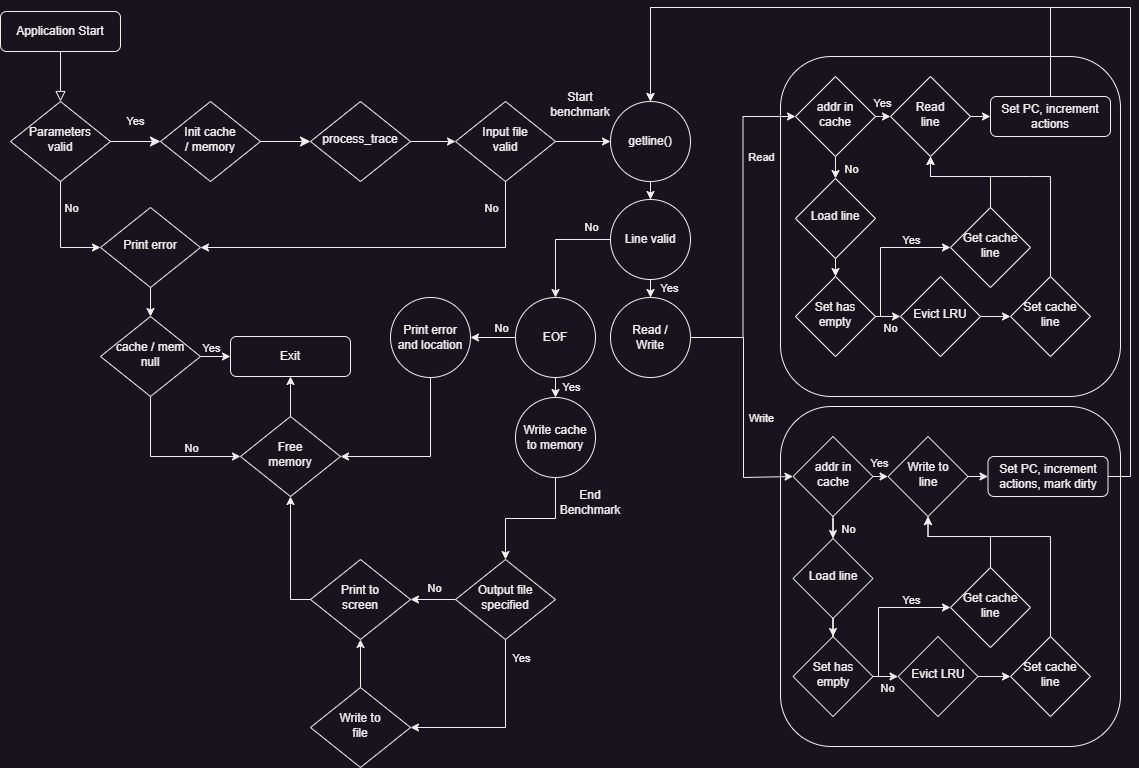 Application Start
Parameters
valid
Yes
Init cache
/ memory
process_trace
Input file
valid
Start
benchmark
getline()
No
No
Print error
Line valid
No
Yes
cache / mem
null
Yes
Exit
Print error
and location
No
EOF
Read /
Write
Yes
No
Free
memory
Write cache
to memory
End
Benchmark
Print to
screen
No
Output file
specified
Yes
Write to
file
Read
addr in
cache
Yes
Read
line
Set PC, increment
actions
No
Load line
Yes
Get cache
line
Set has
empty
No
Evict LRU
Set cache
line
Write
addr in
cache
Yes
Write to
line
Set PC, increment
actions, mark dirty
No
Load line
Yes
Get cache
line
Set has
empty
No
Evict LRU
Set cache
line